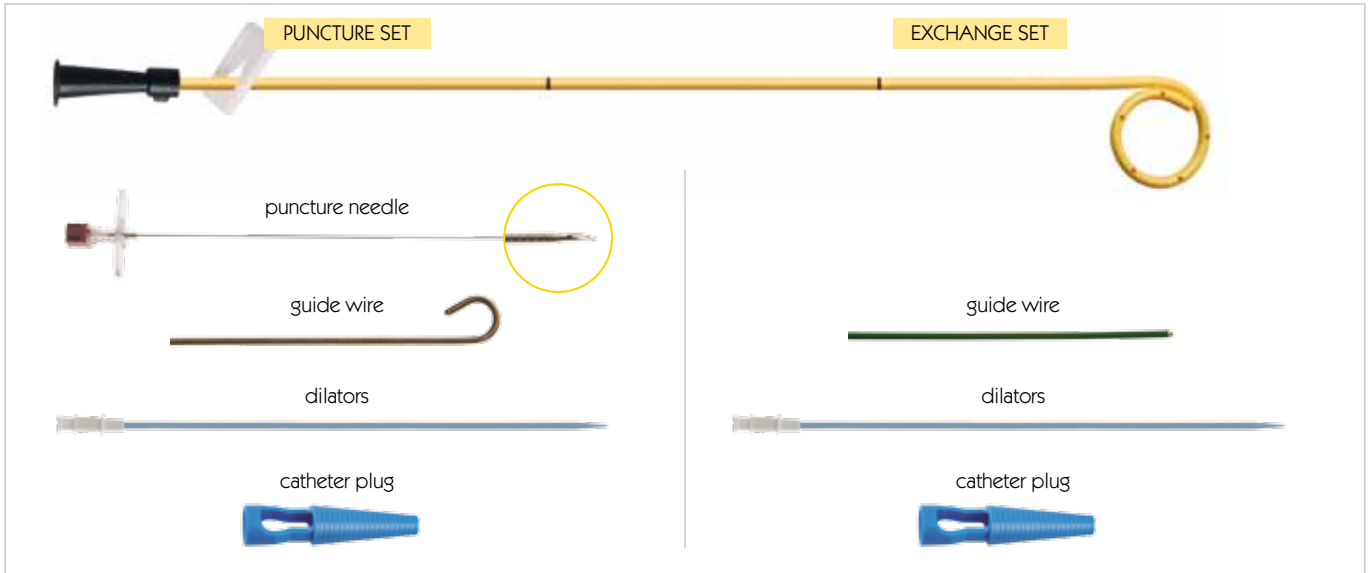 PUNCTURE SET
EXCHANGE SET
puncture needle
guide wire
guide wire
dilators
dilators
catheter plug
catheter plug